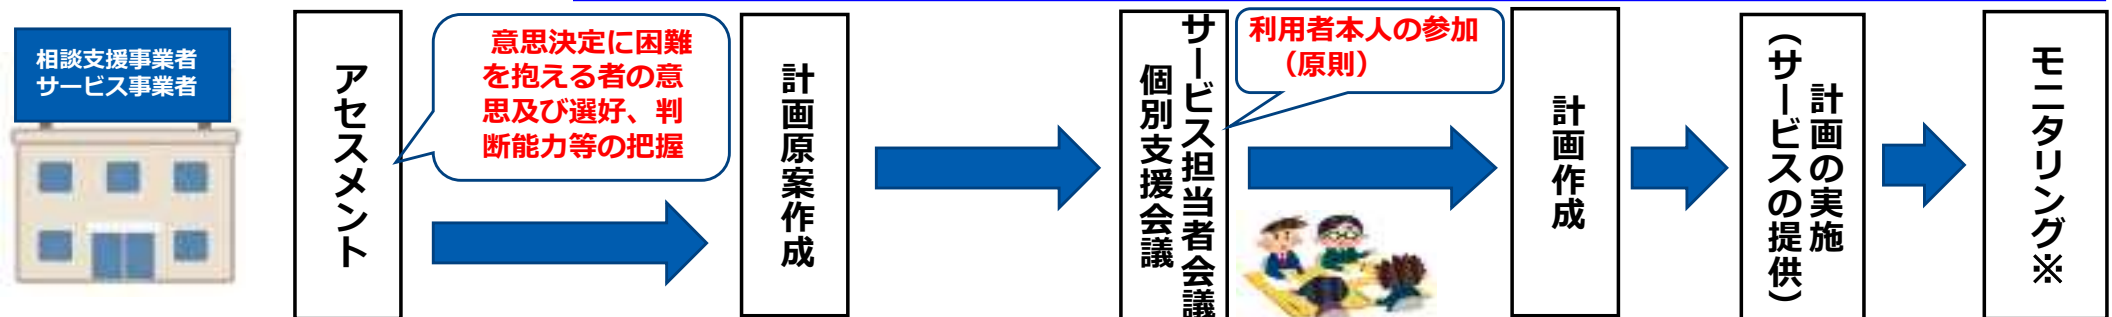 相談支援事業者
サービス事業者
アセスメント
意思決定に困難
を抱える者の意
思及び選好、判
断能力等の把握
計画原案作成
サービス担当者会議
個別支援会議
利用者本人の参加
（原則）
計画作成
計画の実施
（サービスの提供）
モニタリング※